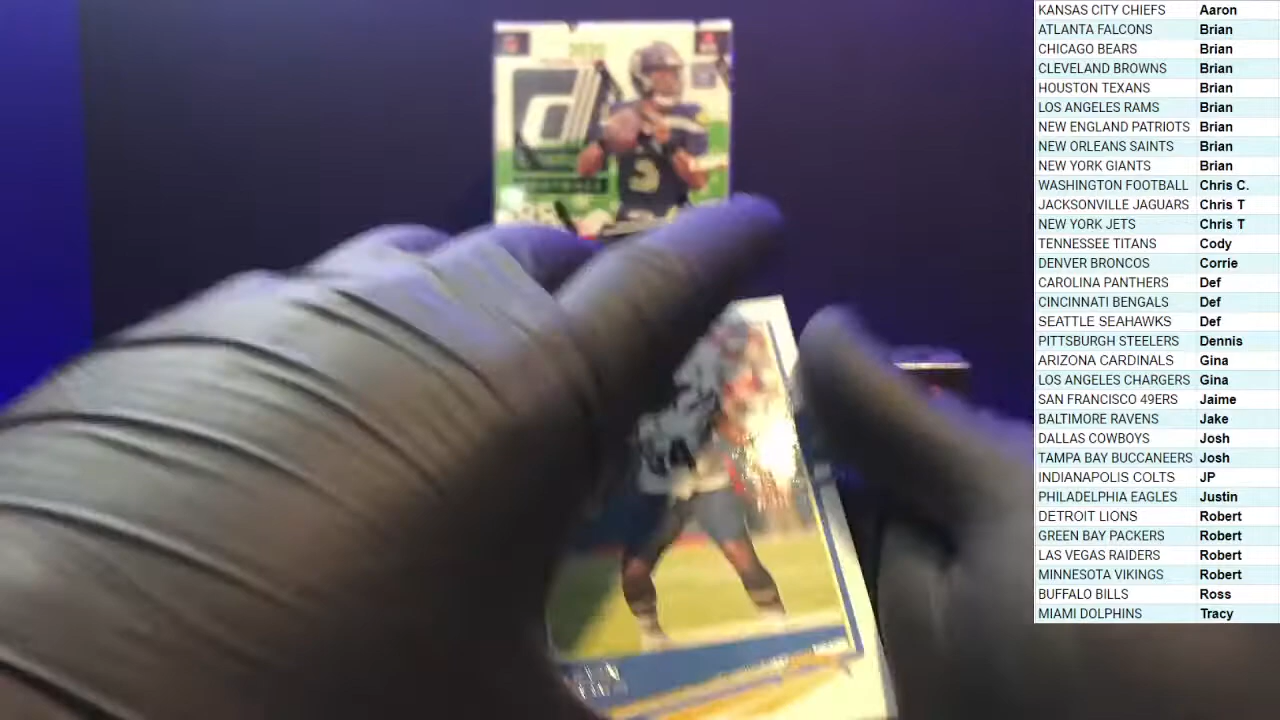 KANSAS CITY CHIEFS Aaron
ATLANTA FALCONS Brian
CHICAGO BEARS Brian
CLEVELAND BROWNS Brian
HOUSTON TEXANS Brian
LOS ANGELES RAMS Brian
NEW ENGLAND PATRIOTS Brian
NEW ORLEANS SAINTS Brian
NEW YORK GIANTS Brian
WASHINGTON FOOTBALL Chris C.
JACKSONVILLE JAGUARS Chris T
NEW YORK JETS Chris T
TENNESSEE TITANS Cody
DENVER BRONCOS Corrie
CAROLINA PANTHERS Def
CINCINNATI BENGALS Def
SEATTLE SEAHAWKS Def
PITTSBURGH STEELERS Dennis
ARIZONA CARDINALS Gina
LOS ANGELES CHARGERS Gina
SAN FRANCISCO 49ERS Jaime
BALTIMORE RAVENS Jake
DALLAS COWBOYS Josh
TAMPA BAY BUCCANEERS Josh
INDIANAPOLIS COLTS JP
PHILADELPHIA EAGLES Justin
DETROIT LIONS Robert
GREEN BAY PACKERS Robert
LAS VEGAS RAIDERS Robert
MINNESOTA VIKINGS Robert
BUFFALO BILLS Ross
MIAMI DOLPHINS Tracy
3